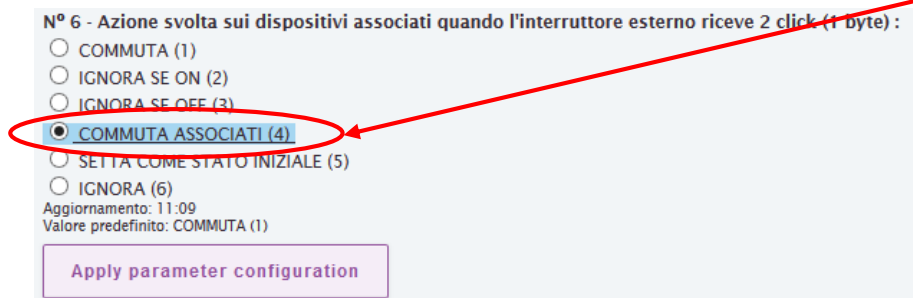 Nº 6 - Azione svolta sui dispositivi associati quando l'interruttore esterno riceve 2 click (1 byte) :
COMMUTA (1)
IGNORA SE ON (2)
IGNORA SE OFF (3)
COMMUTA ASSOCIATI (4)
SETTA COME STATO INIZIALE (5)
IGNORA (6)
Aggiornamento: 11:09
Valore predefinito: COMMUTA (1)
Apply parameter configuration